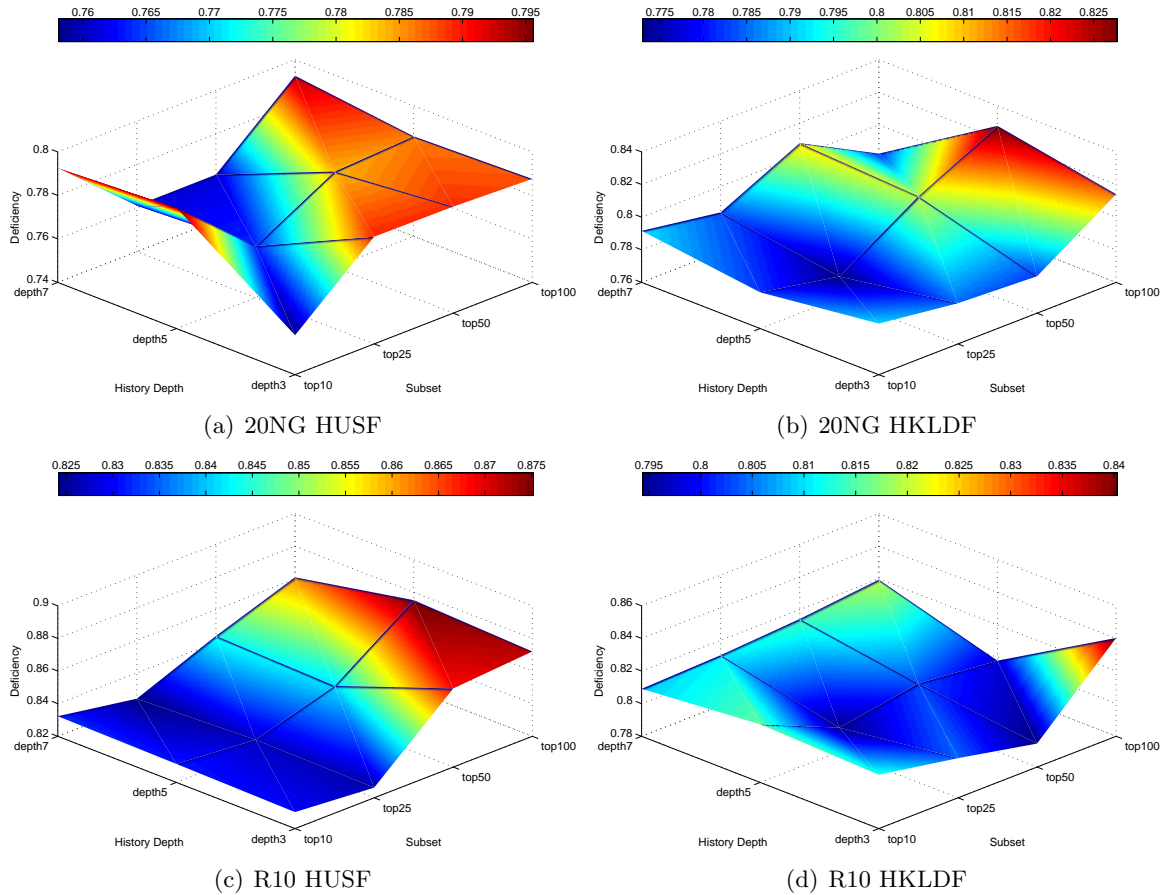 0.76 0.765 0.77 0.775 0.78 0.785 0.79 0.795
0.8
0.78
0.76
0.74
Deficiency
depth7
depth5
depth3
History Depth
top10
top25
top50
top100
Subset
(a) 20NG HUSF
0.775 0.78 0.785 0.79 0.795 0.8 0.805 0.81 0.815 0.82 0.825
0.84
0.82
0.8
0.78
0.76
Deficiency
depth7
depth5
depth3
History Depth
top10
top25
top50
top100
Subset
(b) 20NG HKLDF
0.825 0.83 0.835 0.84 0.845 0.85 0.855 0.86 0.865 0.87 0.875
0.9
0.88
0.86
0.84
0.82
Deficiency
depth7
depth5
depth3
History Depth
top10
top25
top50
top100
Subset
(c) R10 HUSF
0.795 0.8 0.805 0.81 0.815 0.82 0.825 0.83 0.835 0.84
0.86
0.84
0.82
0.8
0.78
Deficiency
depth7
depth5
depth3
History Depth
top10
top25
top50
top100
Subset
(d) R10 HKLDF